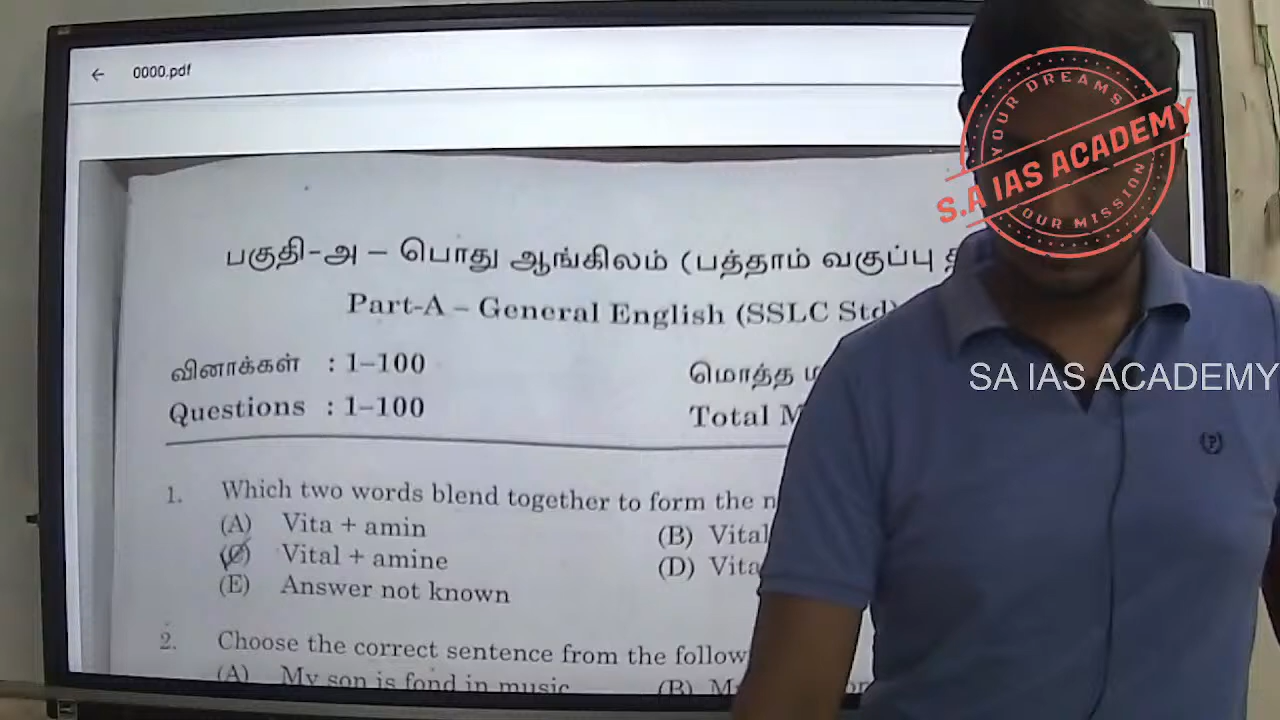 0000.pdf
YOUR DREAMS
S.A IAS ACADEMY
OUR MISSION
பகுதி-அ – பொது ஆங்கிலம் (பத்தாம் வகுப்பு
Part-A – General English (SSLC Std)
வினாக்கள் : 1–100
மொத்த
Questions : 1–100
Total
SA IAS ACADEMY
1. Which two words blend together to form the
(A) Vita + amin
(B) Vital
(C) Vital + amine
(D) Vita
(E) Answer not known
2. Choose the correct sentence from the
(A) My son is fond in music
(B)